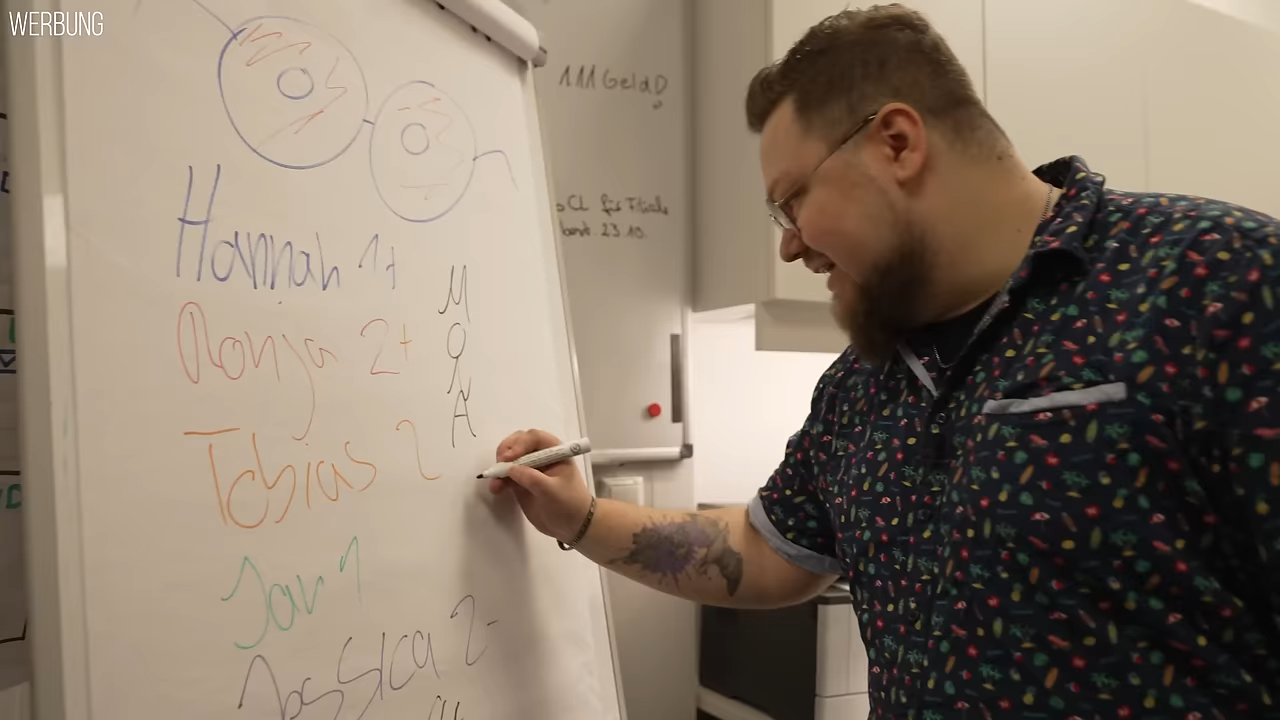 WERBUNG
111 Geld
CL für Filiale
23.10.
Hannah 1+
Ronja 2+
Tobias 2
Jan 1
Jessica 2-
M
O